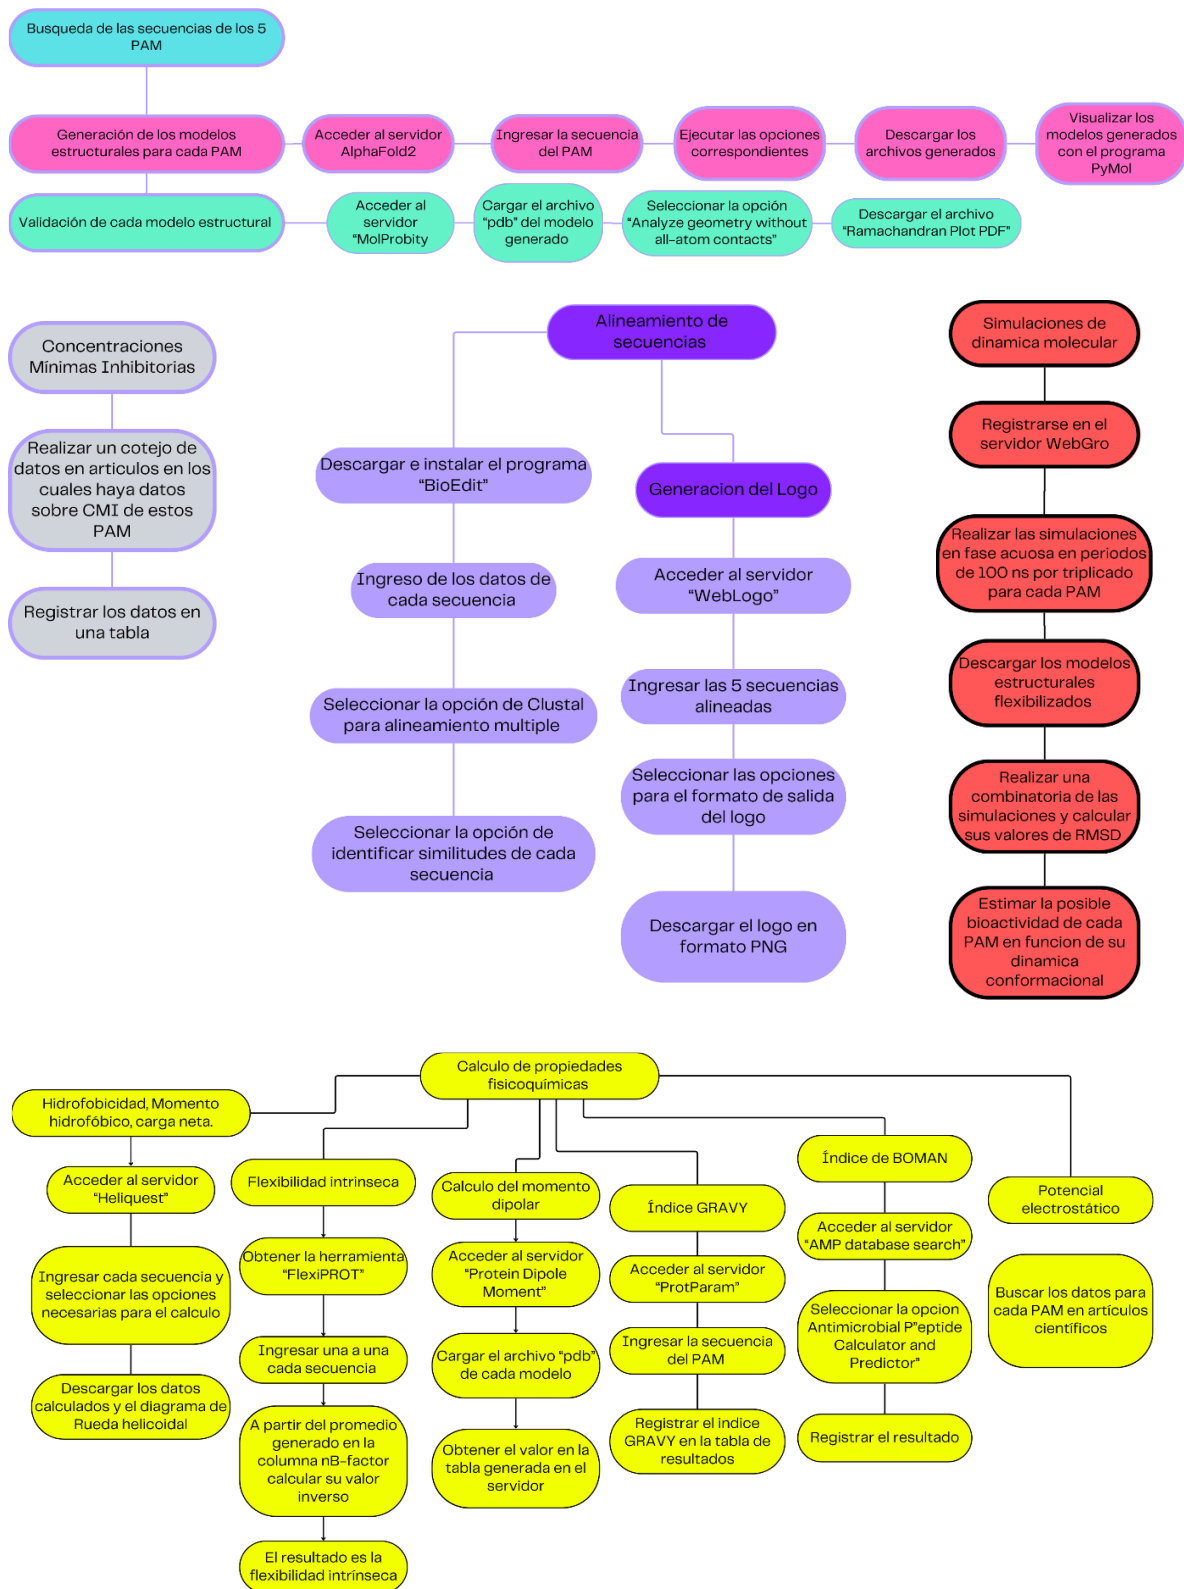 Busqueda de las secuencias de los 5
PAM
Generación de los modelos
estructurales para cada PAM
Acceder al servidor
AlphaFold2
Ingresar la secuencia
del PAM
Ejecutar las opciones
correspondientes
Descargar los
archivos generados
Visualizar los
modelos generados
con el programa
PyMol
Validación de cada modelo estructural
Acceder al
servidor
"MolProbity
Cargar el archivo
"pdb" del modelo
generado
Seleccionar la opción
"Analyze geometry without
all-atom contacts"
Descargar el archivo
"Ramachandran Plot PDF"
Concentraciones
Mínimas Inhibitorias
Realizar un cotejo de
datos en articulos en los
cuales haya datos
sobre CMI de estos
PAM
Registrar los datos en
una tabla
Alineamiento de
secuencias
Descargar e instalar el programa
"BioEdit"
Ingreso de los datos de
cada secuencia
Seleccionar la opción de Clustal
para alineamiento multiple
Seleccionar la opción de
identificar similitudes de cada
secuencia
Generacion del Logo
Acceder al servidor
"WebLogo"
Ingresar las 5 secuencias
alineadas
Seleccionar las opciones
para el formato de salida
del logo
Descargar el logo en
formato PNG
Simulaciones de
dinamica molecular
Registrarse en el
servidor WebGro
Realizar las simulaciones
en fase acuosa en periodos
de 100 ns por triplicado
para cada PAM
Descargar los modelos
estructurales
flexibilizados
Realizar una
combinatoria de las
simulaciones y calcular
sus valores de RMSD
Estimar la posible
bioactividad de cada
PAM en funcion de su
dinamica
conformacional
Calculo de propiedades
fisicoquímicas
Hidrofobicidad, Momento
hidrofóbico, carga neta.
Acceder al servidor
"Heliquest"
Ingresar cada secuencia y
seleccionar las opciones
necesarias para el calculo
Descargar los datos
calculados y el diagrama de
Rueda helicoidal
Flexibilidad intrinseca
Obtener la herramienta
"FlexiPROT"
Ingresar una a una
cada secuencia
A partir del promedio
generado en la
columna nB-factor
calcular su valor
inverso
El resultado es la
flexibilidad intrínseca
Calculo del momento
dipolar
Acceder al servidor
"Protein Dipole
Moment"
Cargar el archivo "pdb"
de cada modelo
Obtener el valor en la
tabla generada en el
servidor
Índice GRAVY
Acceder al servidor
"ProtParam"
Ingresar la secuencia
del PAM
Registrar el indice
GRAVY en la tabla de
resultados
Índice de BOMAN
Acceder al servidor
"AMP database search"
Seleccionar la opcion
Antimicrobial P"eptide
Calculator and
Predictor"
Registrar el resultado
Potencial
electrostático
Buscar los datos para
cada PAM en artículos
científicos